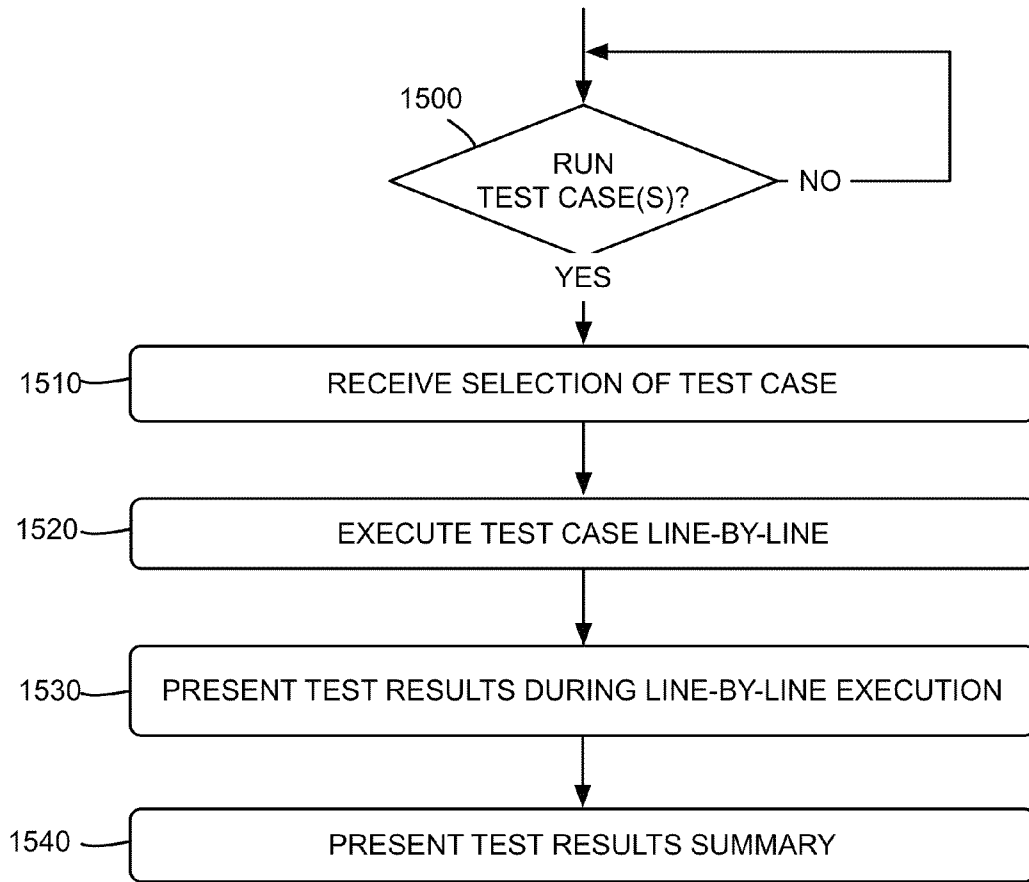 1500
RUN
TEST CASE(S)?
NO
YES
1510
RECEIVE SELECTION OF TEST CASE
1520
EXECUTE TEST CASE LINE-BY-LINE
1530
PRESENT TEST RESULTS DURING LINE-BY-LINE EXECUTION
1540
PRESENT TEST RESULTS SUMMARY